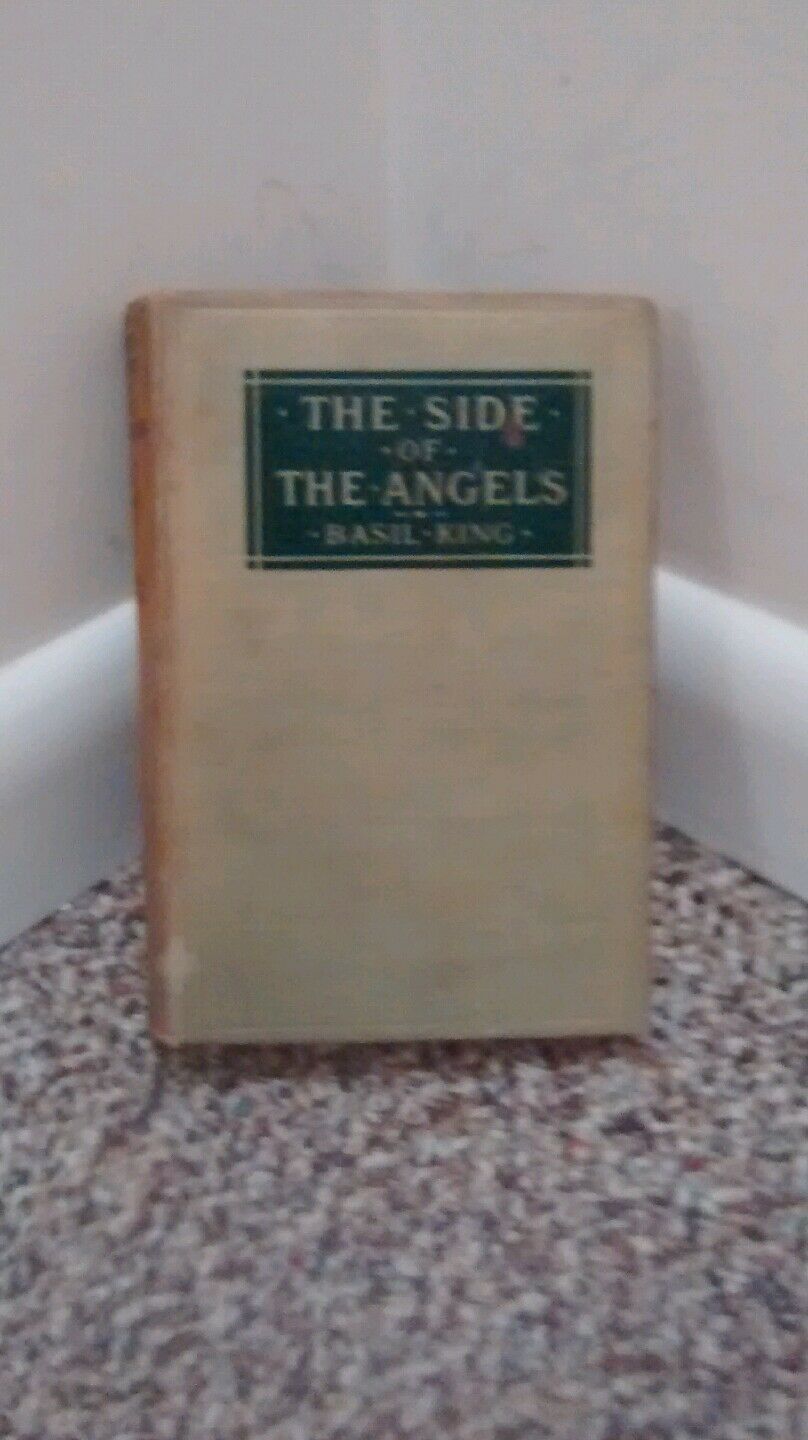 ·THE·SIDE·
·OF·
THE·ANGELS
·BASIL·KING·